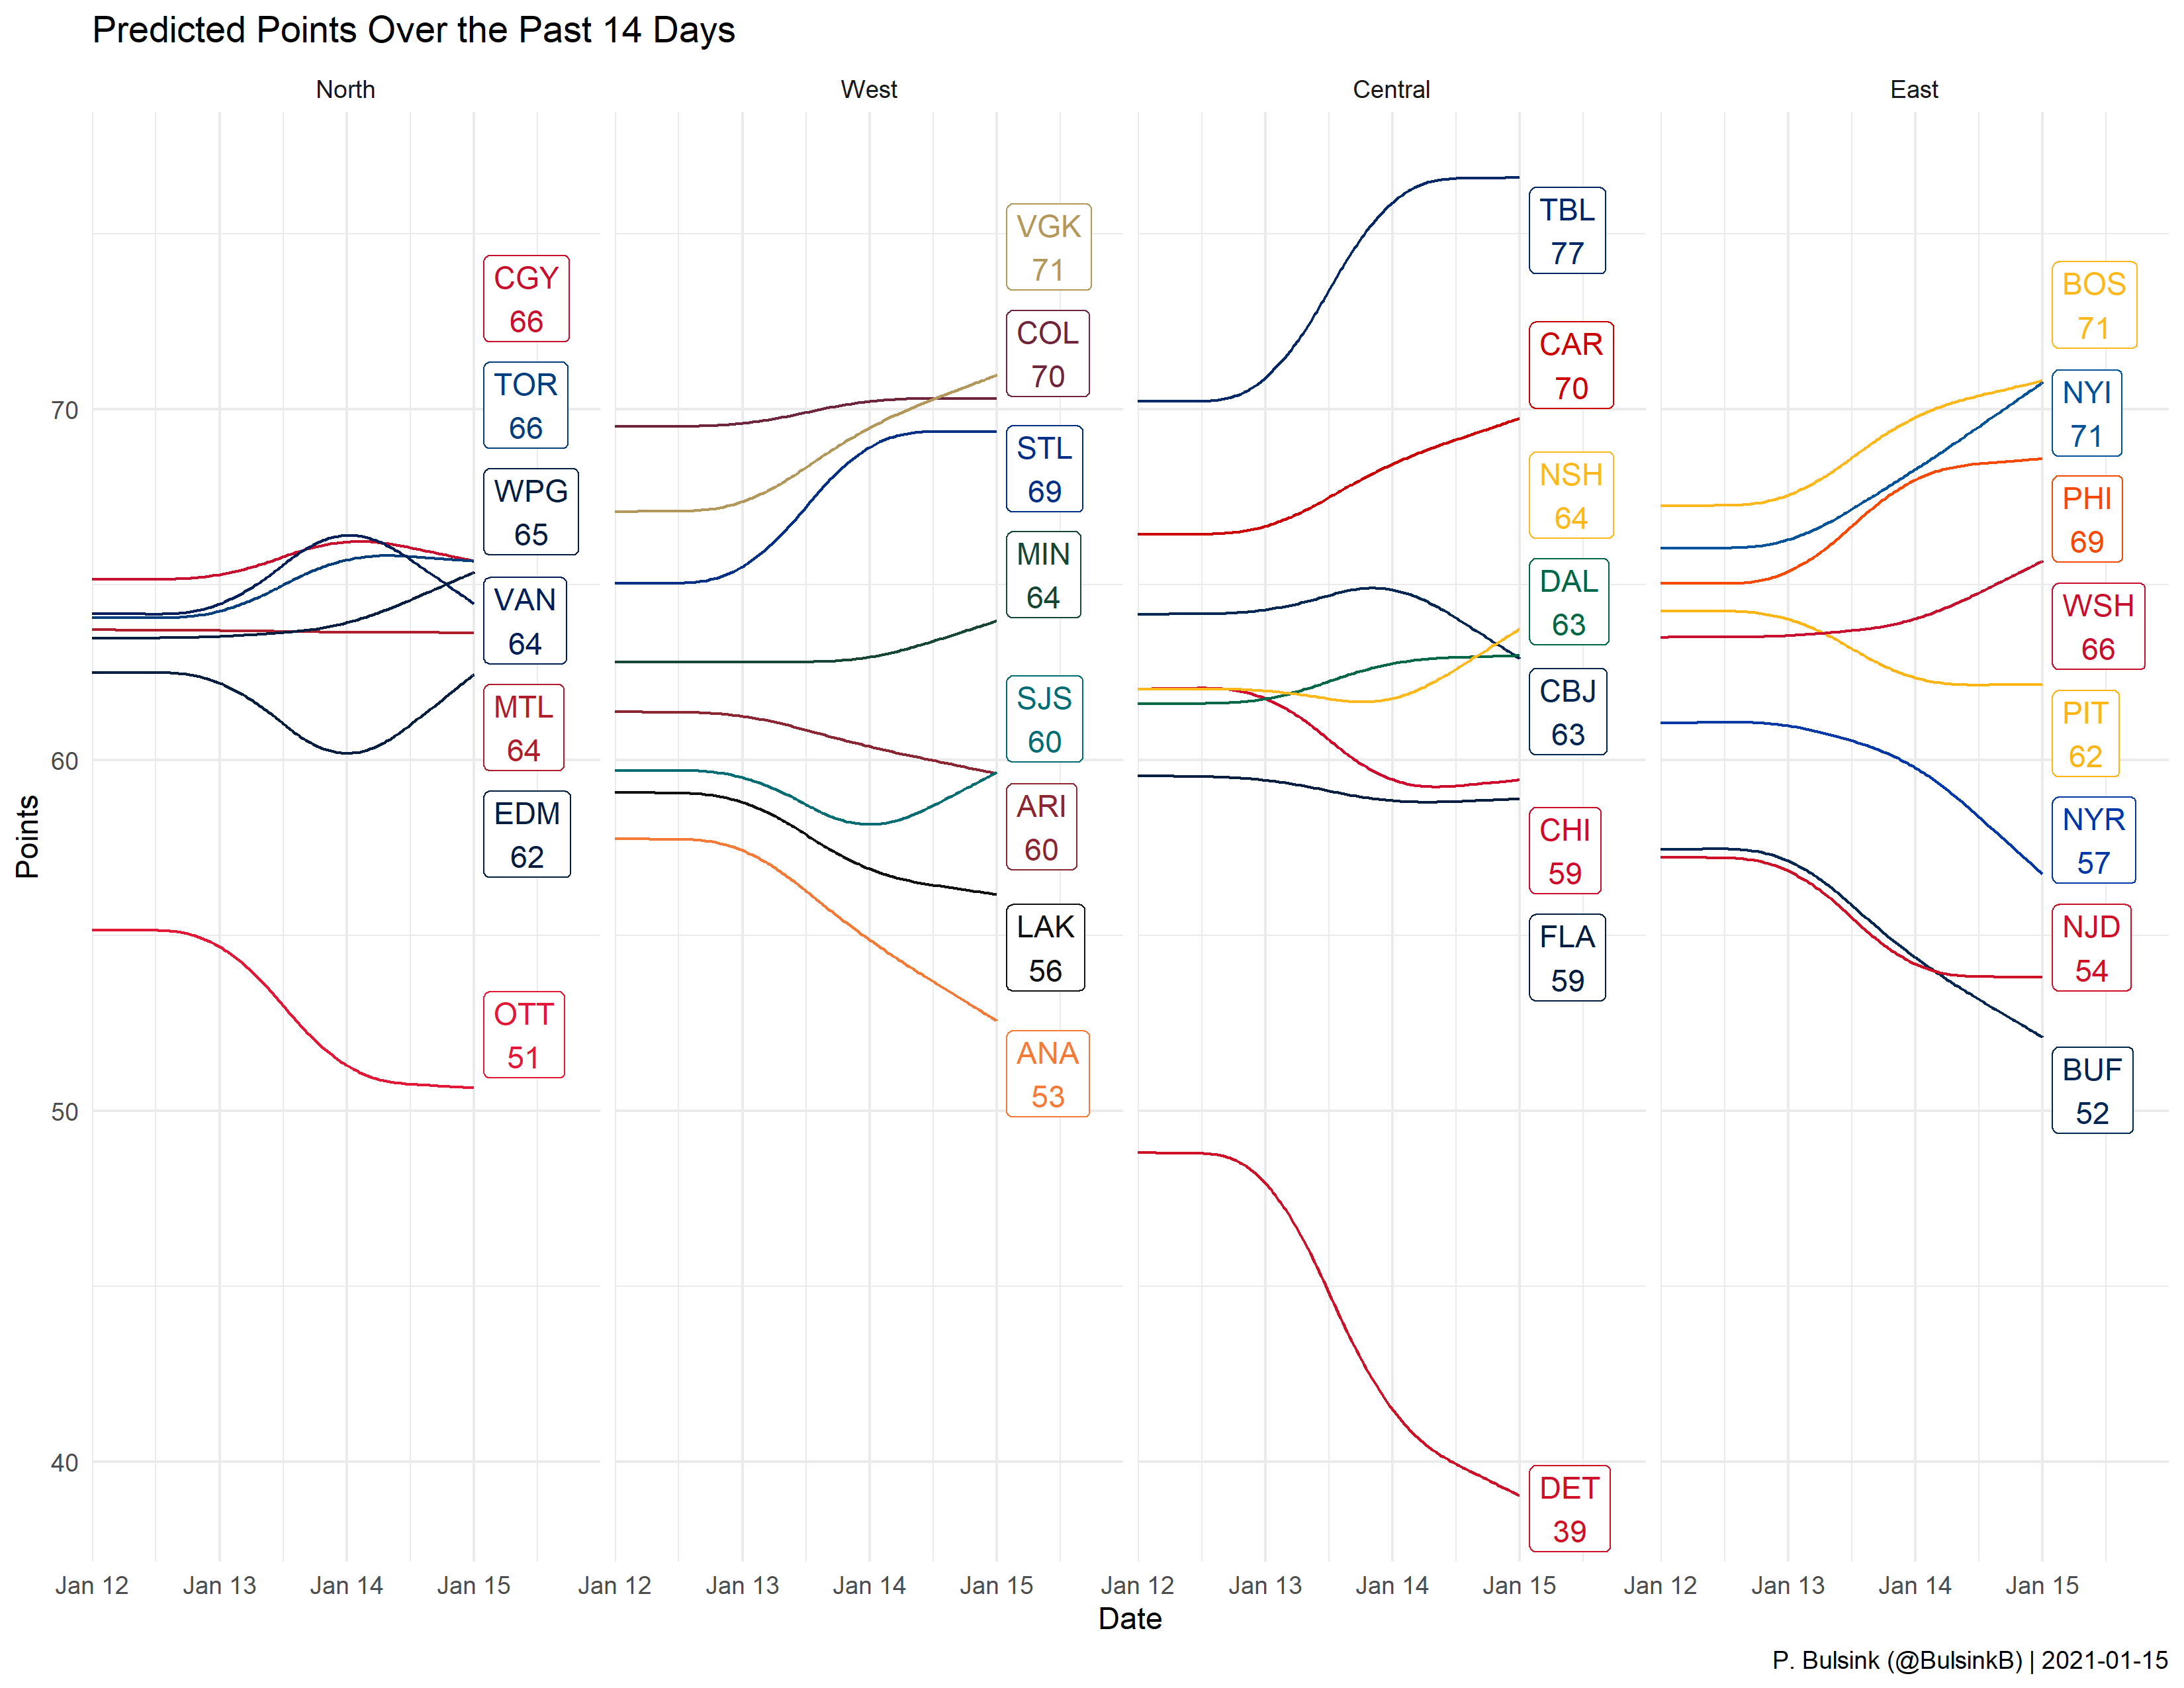 Predicted Points Over the Past 14 Days
North
West
Central
East
Points
70
60
50
40
CGY
66
TOR
66
WPG
65
VAN
64
MTL
64
EDM
62
OTT
51
VGK
71
COL
70
STL
69
MIN
64
SJS
60
ARI
60
LAK
56
ANA
53
TBL
77
CAR
70
NSH
64
DAL
63
CBJ
63
CHI
59
FLA
59
DET
39
BOS
71
NYI
71
PHI
69
WSH
66
PIT
62
NYR
57
NJD
54
BUF
52
Jan 12 Jan 13 Jan 14 Jan 15 Jan 12 Jan 13 Jan 14 Jan 15 Jan 12 Jan 13 Jan 14 Jan 15 Jan 12 Jan 13 Jan 14 Jan 15
Date
P. Bulsink (@BulsinkB) | 2021-01-15